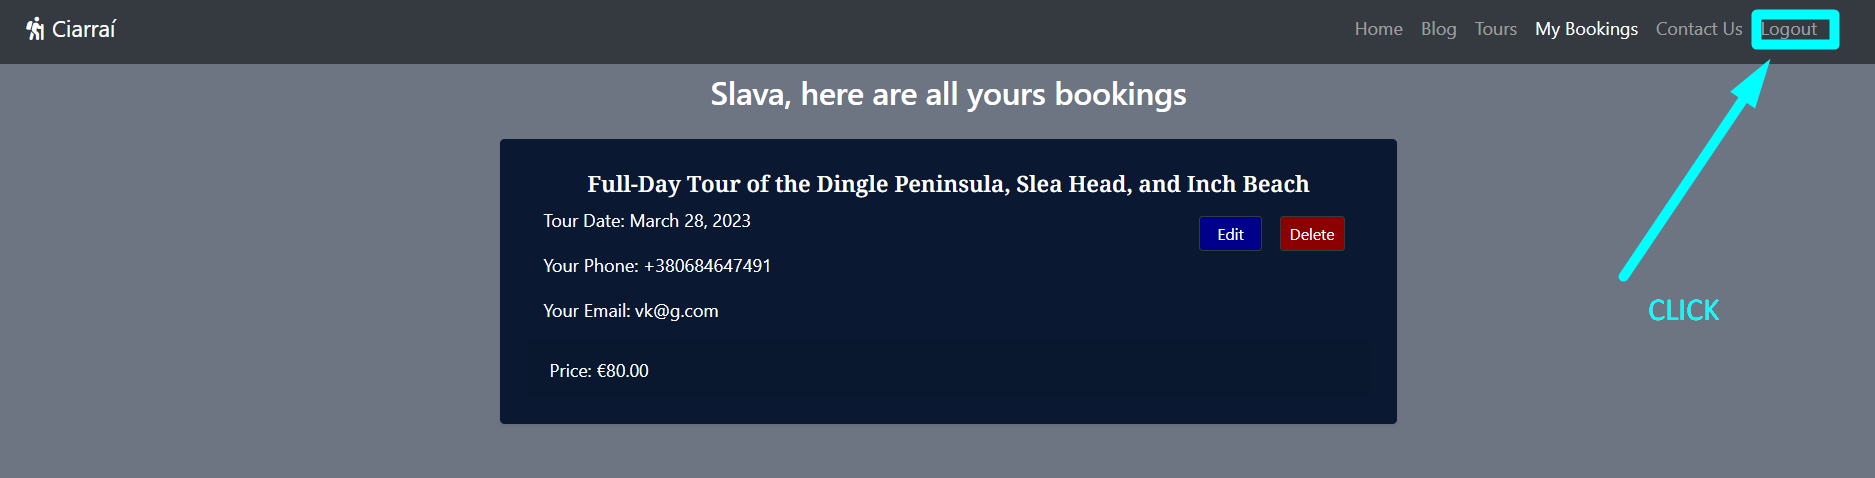 Ciarraí
Home Blog Tours My Bookings Contact Us Logout
Slava, here are all yours bookings
Full-Day Tour of the Dingle Peninsula, Slea Head, and Inch Beach
Tour Date: March 28, 2023
Edit Delete
Your Phone: +380684647491
Your Email: vk@g.com
CLICK
Price: €80.00